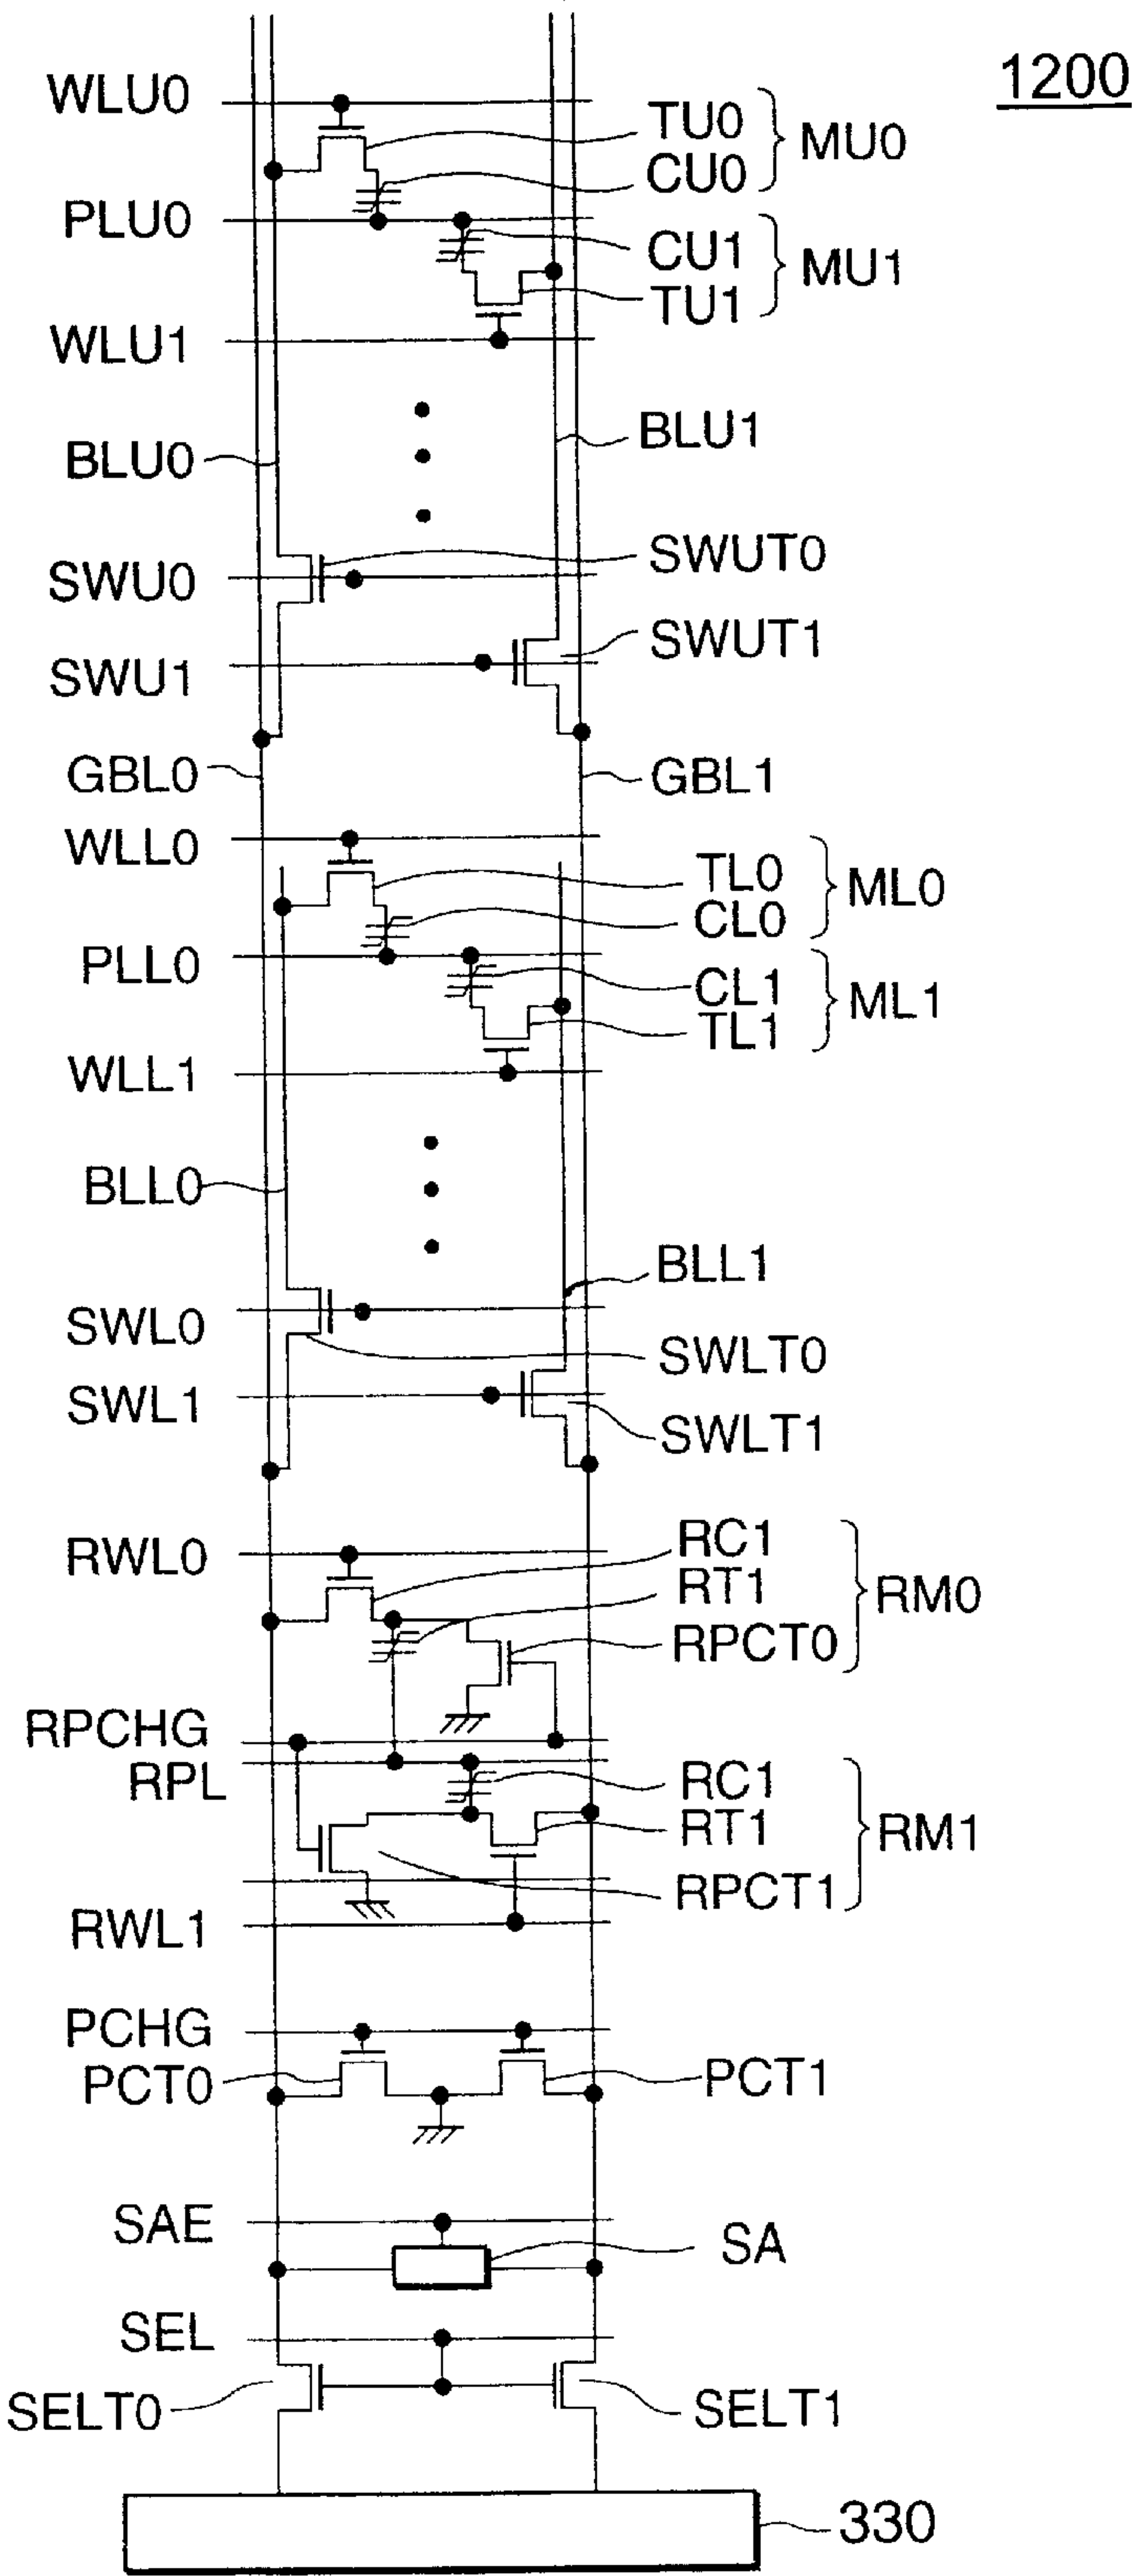 1200
WLU0
TU0
CU0
MU0
PLU0
CU1
TU1
MU1
WLU1
BLU0
BLU1
SWU0
SWUT0
SWU1
SWUT1
GBL0
GBL1
WLL0
TL0
CL0
ML0
PLL0
CL1
TL1
ML1
WLL1
BLL0
BLL1
SWL0
SWLT0
SWL1
SWLT1
RWL0
RC1
RT1
RPCT0
RM0
RPCHG
RPL
RC1
RT1
RPCT1
RM1
RWL1
PCHG
PCT0
PCT1
SAE
SA
SEL
SELT0
SELT1
330